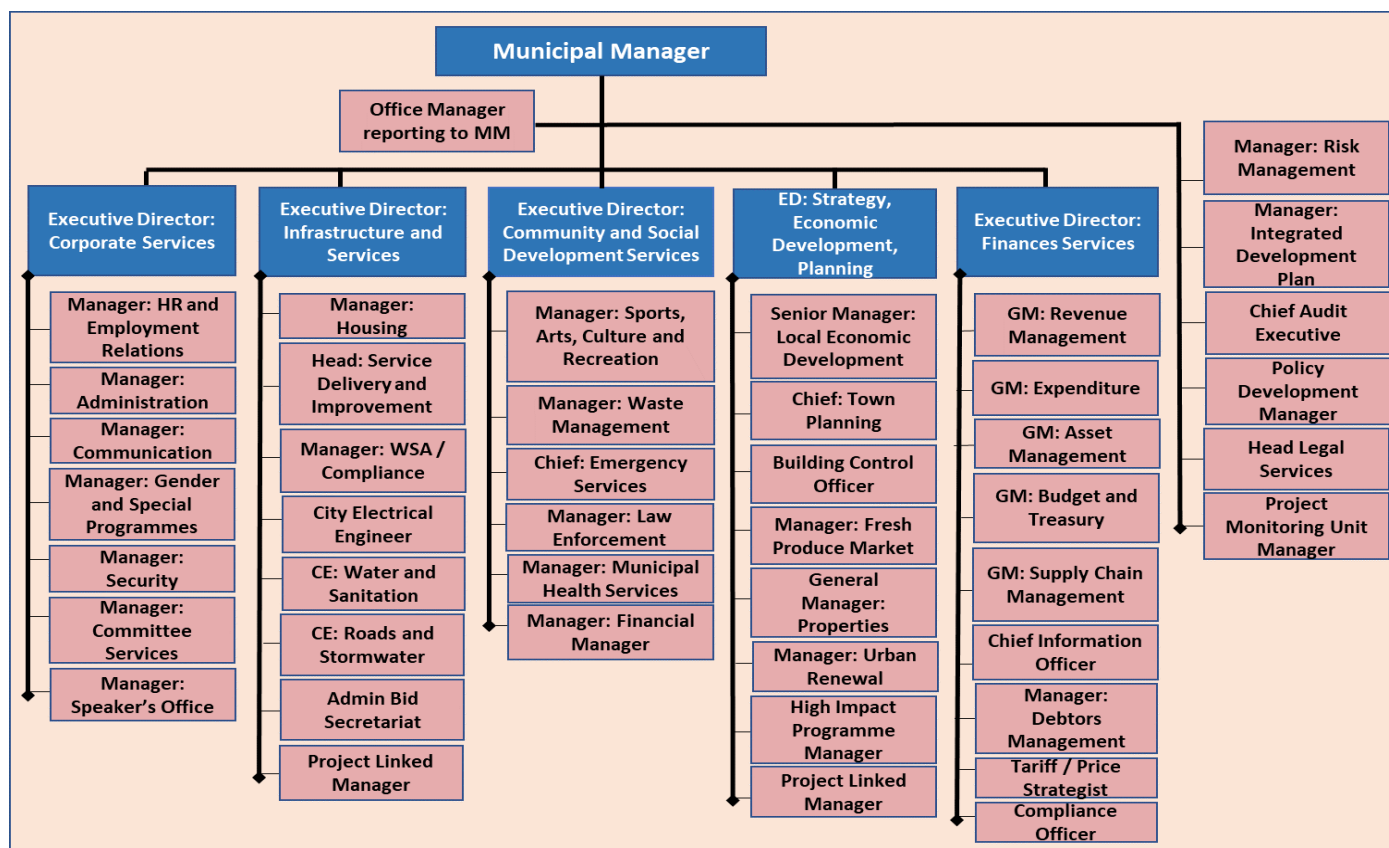 Municipal Manager
Office Manager
reporting to MM
Executive Director:
Corporate Services
Manager: HR and
Employment
Relations
Manager:
Administration
Manager:
Communication
Manager: Gender
and Special
Programmes
Manager:
Security
Manager:
Committee
Services
Manager:
Speaker’s Office
Executive Director:
Infrastructure and
Services
Manager:
Housing
Head: Service
Delivery and
Improvement
Manager: WSA /
Compliance
City Electrical
Engineer
CE: Water and
Sanitation
CE: Roads and
Stormwater
Admin Bid
Secretariat
Project Linked
Manager
Executive Director:
Community and Social
Development Services
Manager: Sports,
Arts, Culture and
Recreation
Manager: Waste
Management
Chief: Emergency
Services
Manager: Law
Enforcement
Manager: Municipal
Health Services
Manager: Financial
Manager
ED: Strategy,
Economic
Development,
Planning
Senior Manager:
Local Economic
Development
Chief: Town
Planning
Building Control
Officer
Manager: Fresh
Produce Market
General
Manager:
Properties
Manager: Urban
Renewal
High Impact
Programme
Manager
Project Linked
Manager
Executive Director:
Finances Services
GM: Revenue
Management
GM: Expenditure
GM: Asset
Management
GM: Budget and
Treasury
GM: Supply Chain
Management
Chief Information
Officer
Manager:
Debtors
Management
Tariff / Price
Strategist
Compliance
Officer
Manager: Risk
Management
Manager:
Integrated
Development
Plan
Chief Audit
Executive
Policy
Development
Manager
Head Legal
Services
Project
Monitoring Unit
Manager